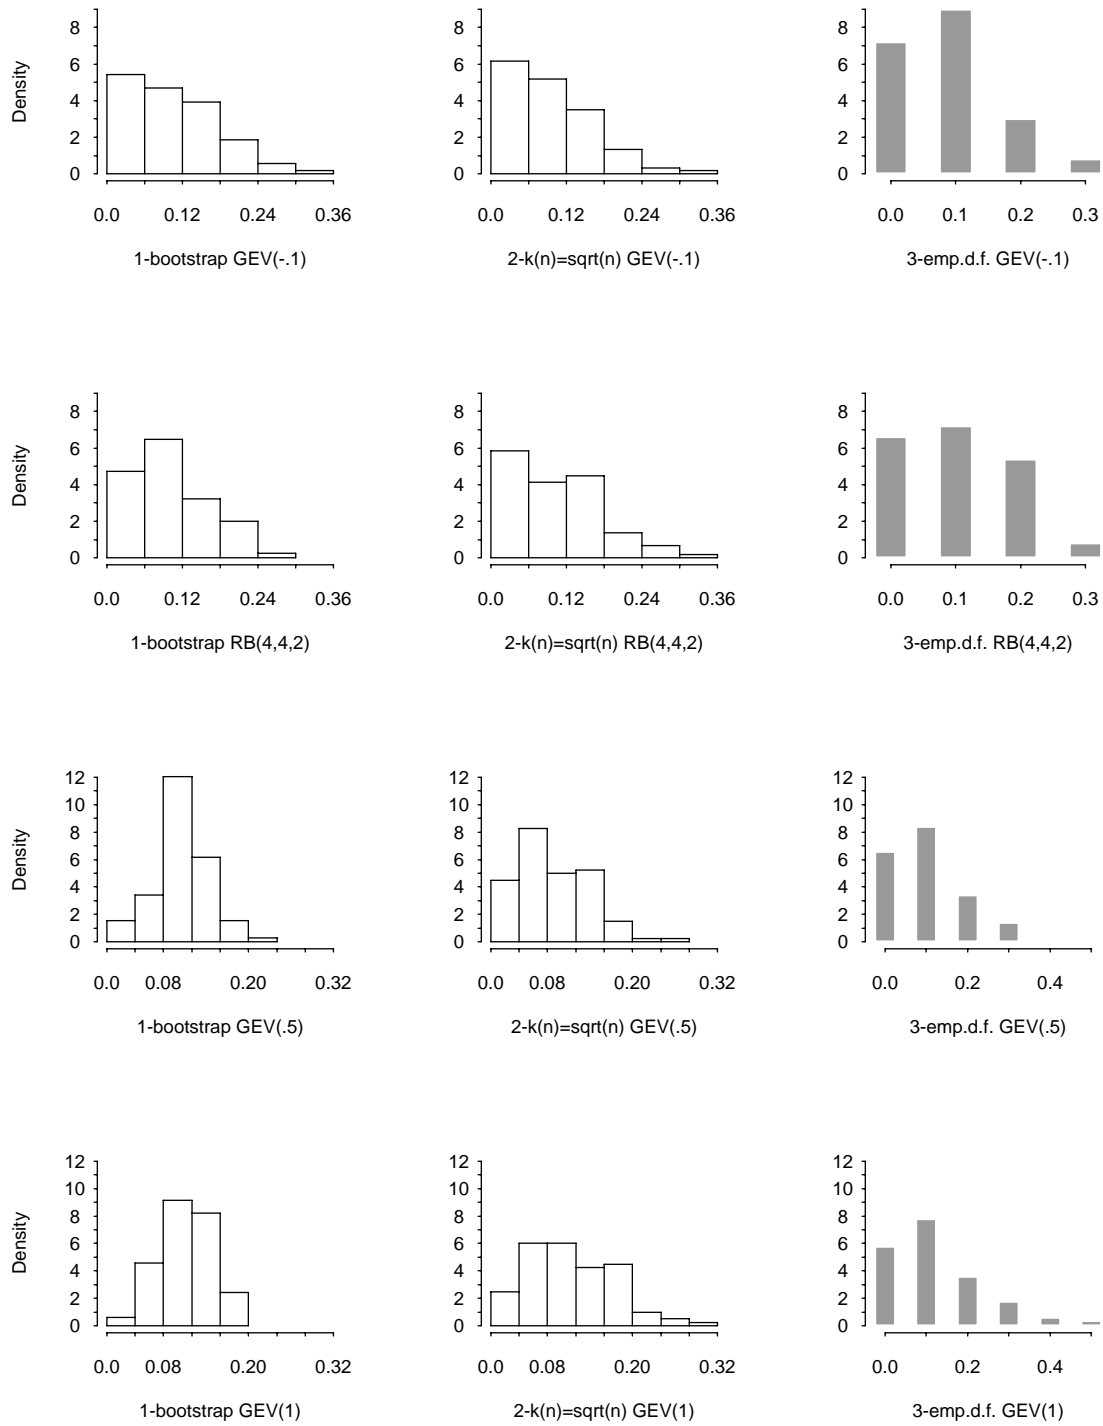 Density
0 2 4 6 8
0.0 0.12 0.24 0.36
1-bootstrap GEV(-.1)
0 2 4 6 8
0.0 0.12 0.24 0.36
2-k(n)=sqrt(n) GEV(-.1)
0 2 4 6 8
0.0 0.1 0.2 0.3
3-emp.d.f. GEV(-.1)
Density
0 2 4 6 8
0.0 0.12 0.24 0.36
1-bootstrap RB(4,4,2)
0 2 4 6 8
0.0 0.12 0.24 0.36
2-k(n)=sqrt(n) RB(4,4,2)
0 2 4 6 8
0.0 0.1 0.2 0.3
3-emp.d.f. RB(4,4,2)
Density
0 2 4 6 8 10 12
0.0 0.08 0.20 0.32
1-bootstrap GEV(.5)
0 2 4 6 8 10 12
0.0 0.08 0.20 0.32
2-k(n)=sqrt(n) GEV(.5)
0 2 4 6 8 10 12
0.0 0.2 0.4
3-emp.d.f. GEV(.5)
Density
0 2 4 6 8 10 12
0.0 0.08 0.20 0.32
1-bootstrap GEV(1)
0 2 4 6 8 10 12
0.0 0.08 0.20 0.32
2-k(n)=sqrt(n) GEV(1)
0 2 4 6 8 10 12
0.0 0.2 0.4
3-emp.d.f. GEV(1)